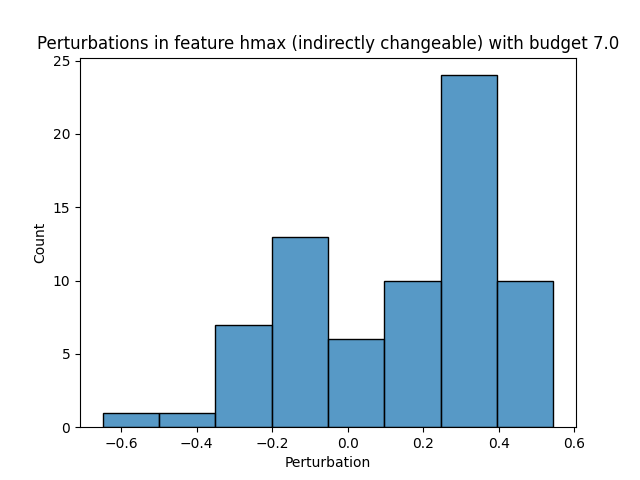 Perturbations in feature hmax (indirectly changeable) with budget 7.0
25
20
15
10
5
0
Count
−0.6 −0.4 −0.2 0.0 0.2 0.4 0.6
Perturbation